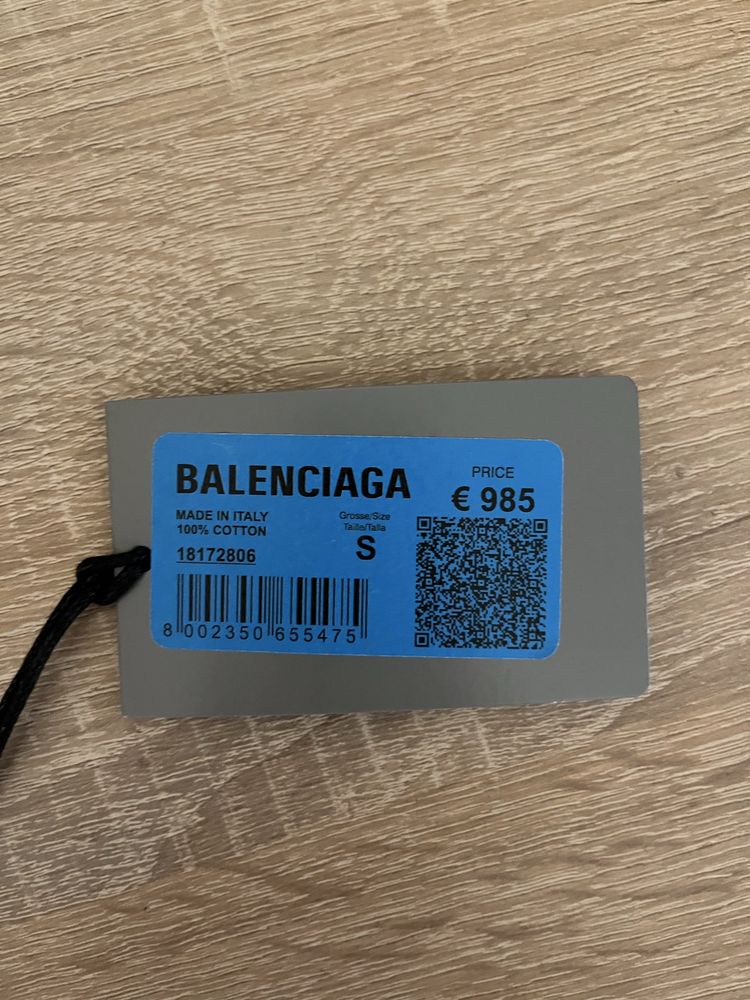 BALENCIAGA
MADE IN ITALY
100% COTTON
18172806
Grosse/Size
Taille/Talla
S
PRICE
€ 985
8 002350 655475